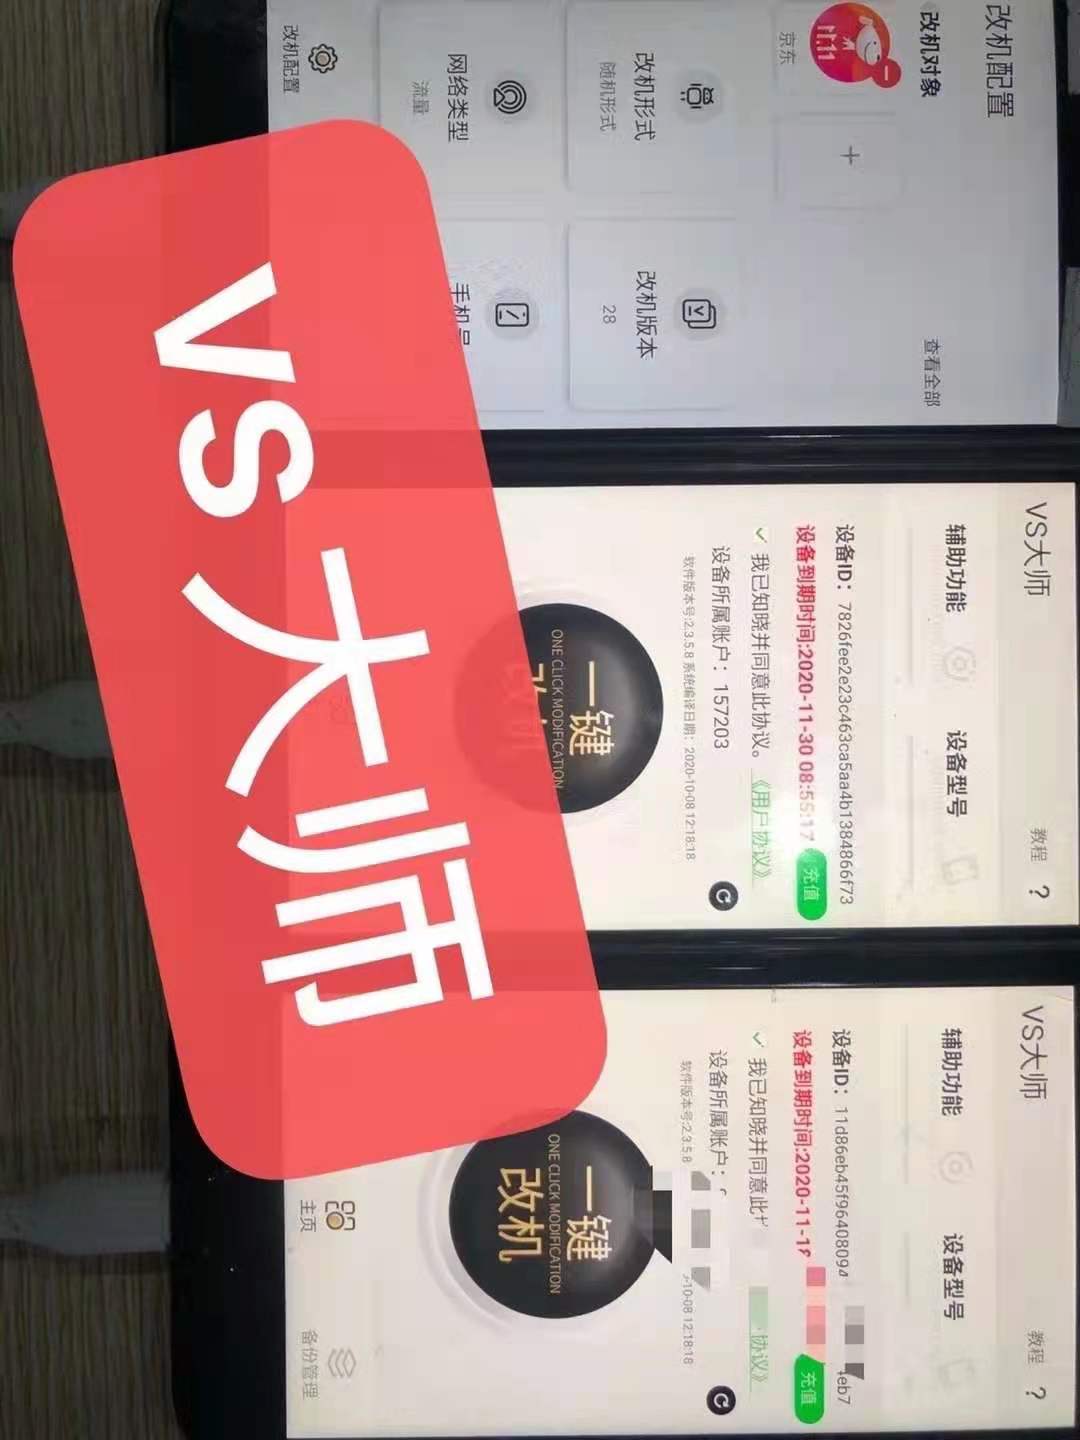 改机配置
改机对象
查看全部
11.11
京东
+
改机形式
随机形式
改机版本
28
网络类型
流量
手机号
改机配置
VS大师
教程 ?
辅助功能
设备型号
设备ID：7826fee2e23c463ca5aa4b1384866f73
设备到期时间:2020-11-30 08:55:17
充值
我已知晓并同意此协议。《用户协议》
设备所属账户：157203
软件版本号:2.3.5.8 系统编译日期：2020-10-08 12:18:18
一键
ONE CLICK MODIFICATION
改机
VS大师
教程 ?
辅助功能
设备型号
设备ID：11d86eb45f96408094
4eb7
设备到期时间:2020-11-1
充值
我已知晓并同意此
协议》
设备所属账户：
软件版本号:2.3.5.8
-10-08 12:18:18
一键
ONE CLICK MODIFICATION
改机
主页
备份管理
VS大师